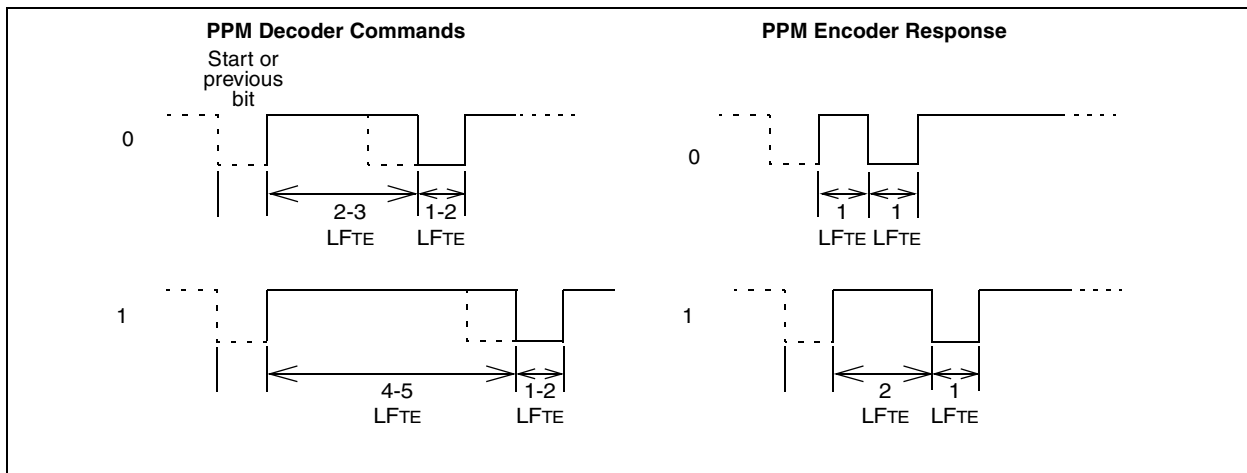 PPM Decoder Commands
PPM Encoder Response
Start or
previous
bit
0
2-3
LFTE
1-2
LFTE
0
1
LFTE
1
LFTE
1
4-5
LFTE
1-2
LFTE
1
2
LFTE
1
LFTE